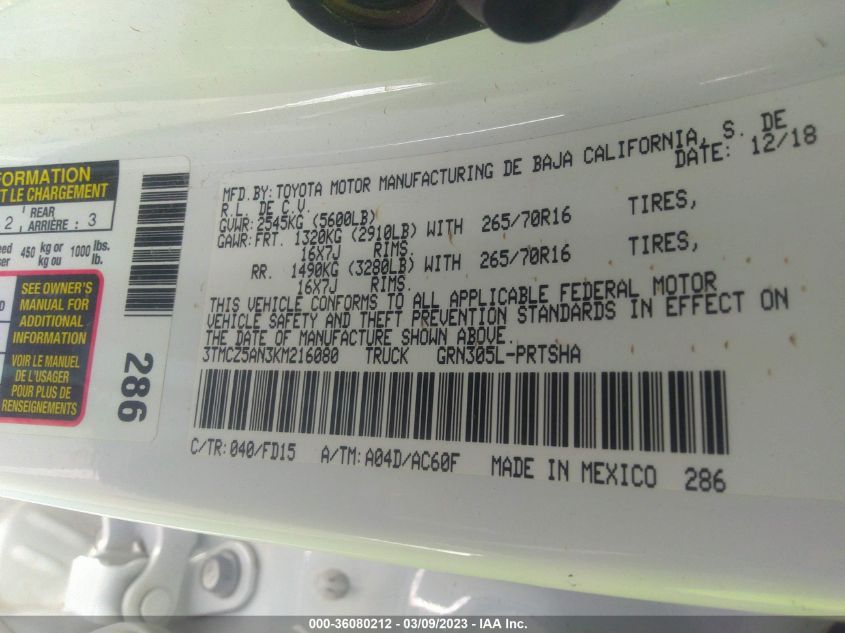 MFD.BY:TOYOTA MOTOR MANUFACTURING DE BAJA CALIFORNIA, S. DE
R.L. DE C.V. DATE: 12/18
GVWR:2545KG (5600LB)
GAWR:FRT. 1320KG (2910LB) WITH 265/70R16 TIRES,
16X7J RIMS.
RR. 1490KG (3280LB) WITH 265/70R16 TIRES,
16X7J RIMS.
THIS VEHICLE CONFORMS TO ALL APPLICABLE FEDERAL MOTOR
VEHICLE SAFETY AND THEFT PREVENTION STANDARDS IN EFFECT ON
THE DATE OF MANUFACTURE SHOWN ABOVE.
3TMCZ5AN3KM216080 TRUCK GRN305L-PRTSHA
C/TR:040/FD15 A/TM:A04D/AC60F MADE IN MEXICO 286
T LE CHARGEMENT
2 REAR
ARRIÈRE : 3
450 kg or 1000 lbs.
kg ou lb.
SEE OWNER'S
MANUAL FOR
ADDITIONAL
INFORMATION
VOIR LE MANUEL
DE L'USAGER
POUR PLUS DE
RENSEIGNEMENTS
286
000-36080212 - 03/09/2023 - IAA Inc.